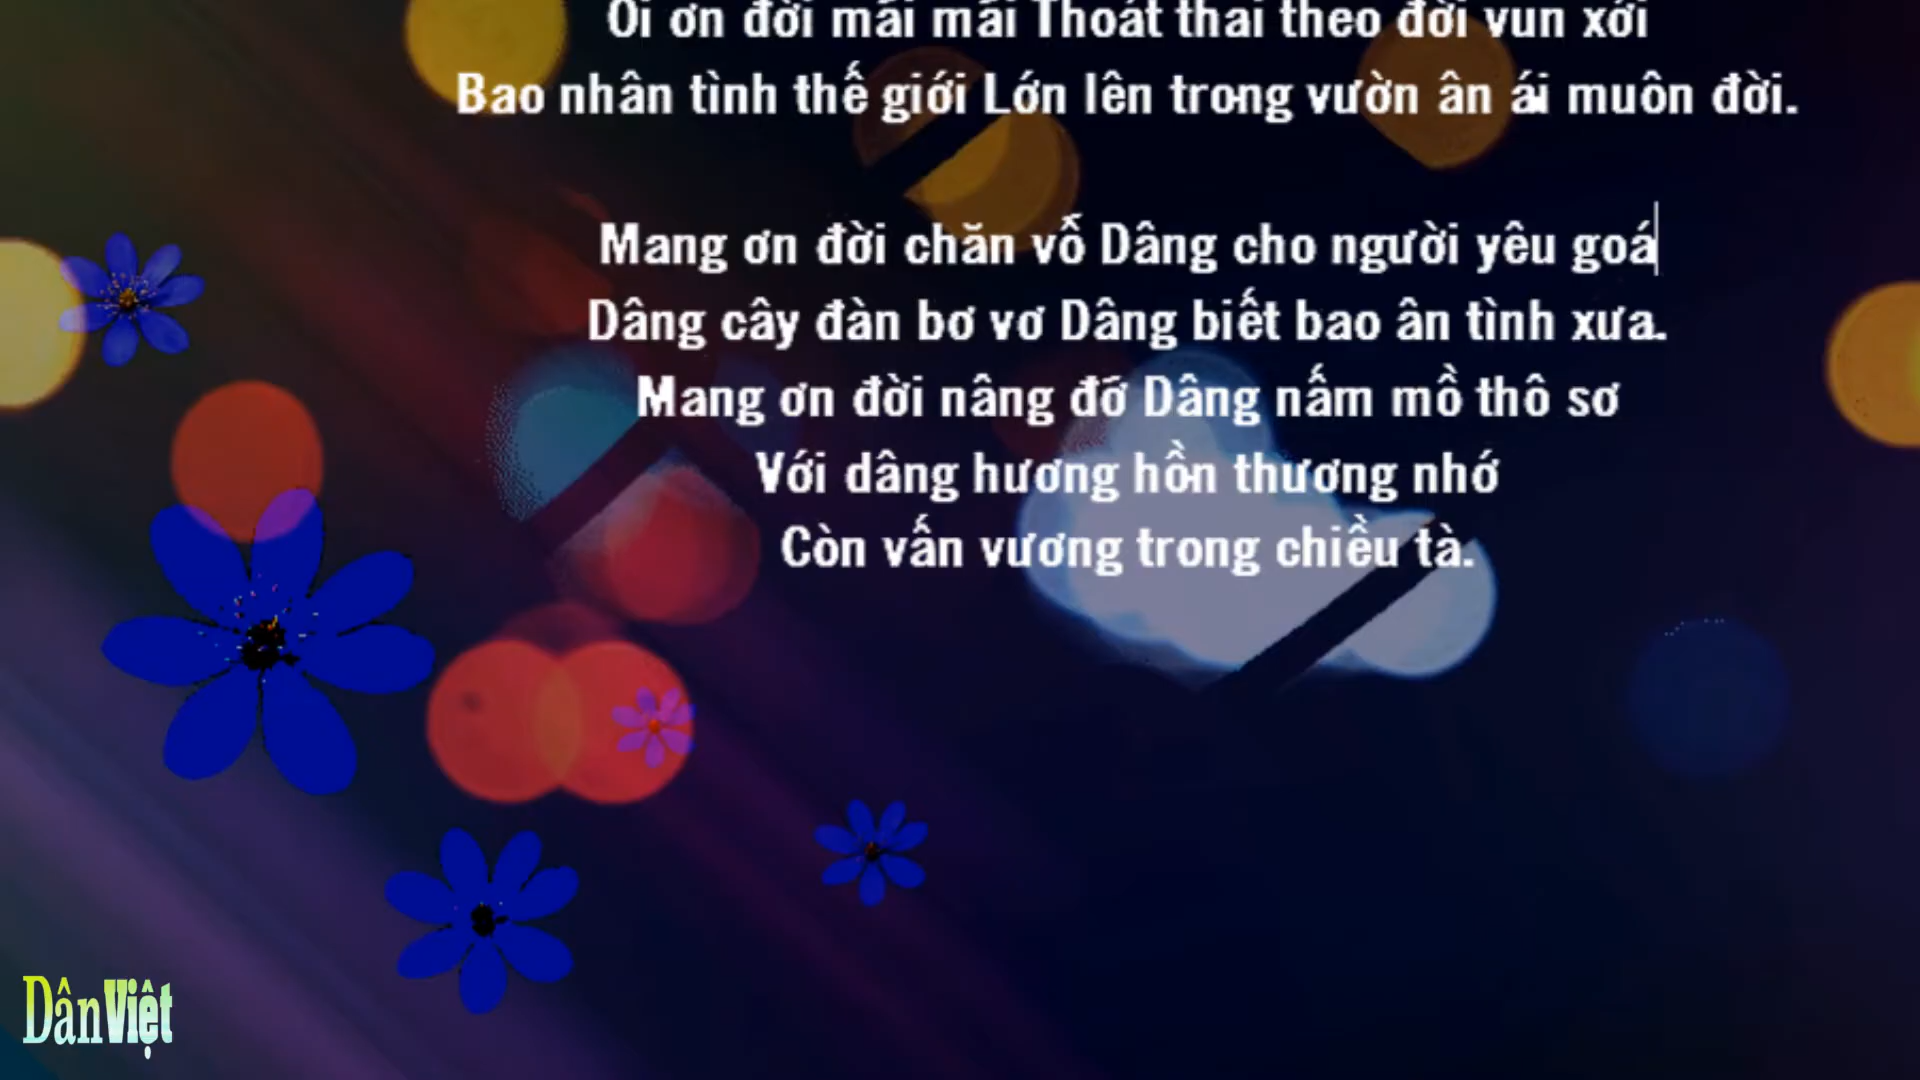 Ôi ơn đời mãi mãi Thoát thai theo đời vun xới
Bao nhân tình thế giới Lớn lên trong vườn ân ái muôn đời.
Mang ơn đời chăn vỗ Dâng cho người yêu goá
Dâng cây đàn bơ vơ Dâng biết bao ân tình xưa.
Mang ơn đời nâng đỡ Dâng nấm mồ thô sơ
Với dâng hương hồn thương nhớ
Còn vấn vương trong chiều tà.
DânViệt